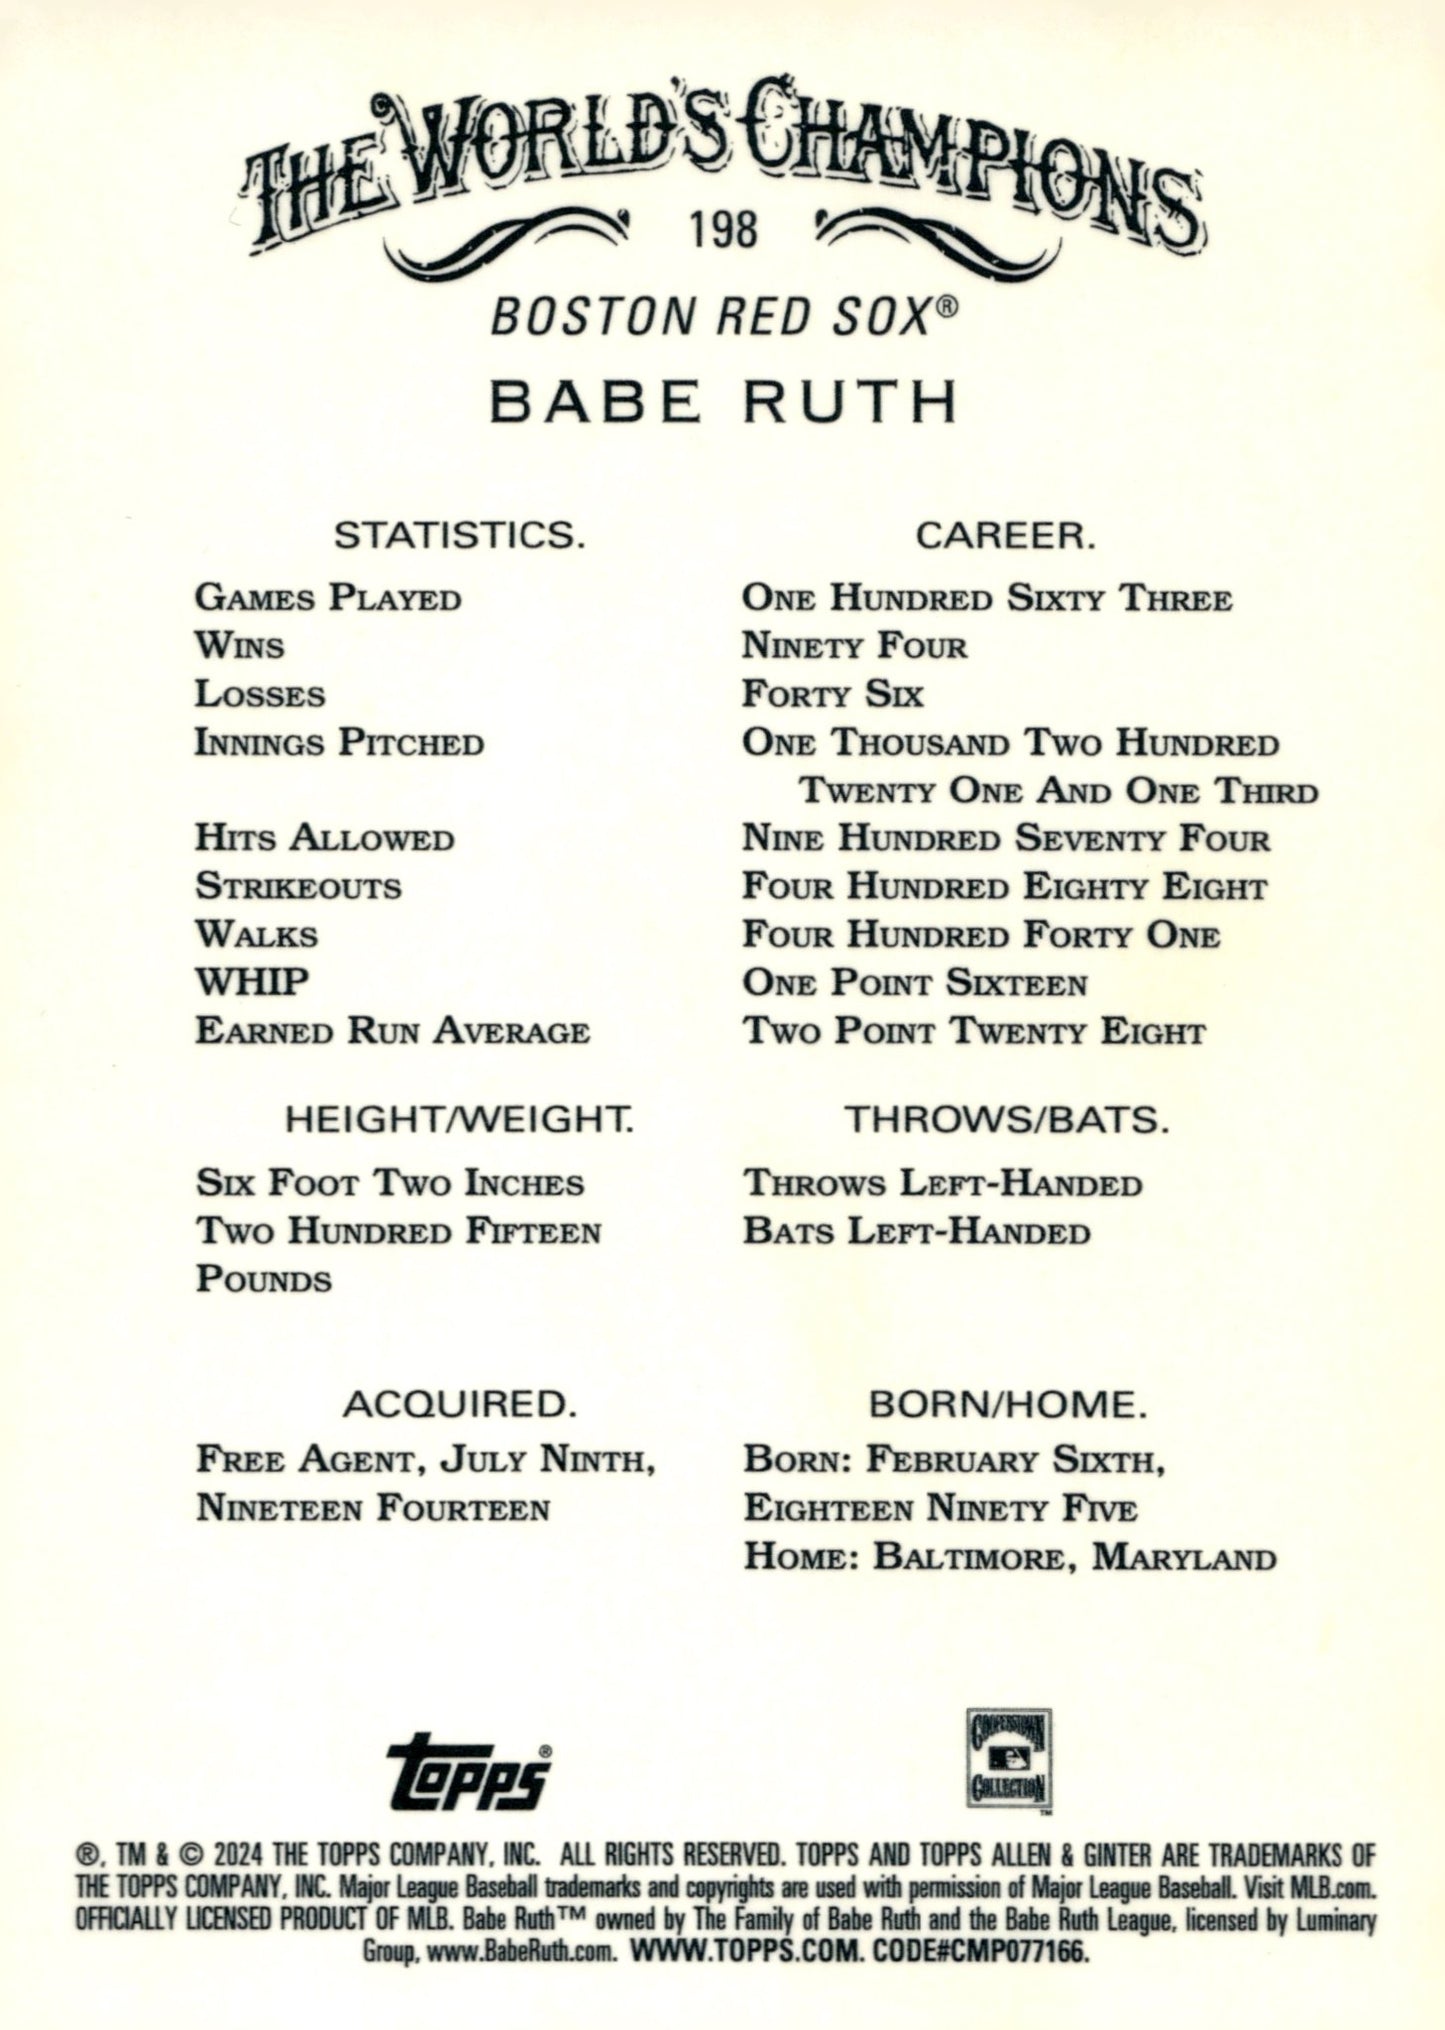 THE WORLD'S CHAMPIONS
198
BOSTON RED SOX®
BABE RUTH
STATISTICS. CAREER.
GAMES PLAYED ONE HUNDRED SIXTY THREE
WINS NINETY FOUR
LOSSES FORTY SIX
INNINGS PITCHED ONE THOUSAND TWO HUNDRED
TWENTY ONE AND ONE THIRD
HITS ALLOWED NINE HUNDRED SEVENTY FOUR
STRIKEOUTS FOUR HUNDRED EIGHTY EIGHT
WALKS FOUR HUNDRED FORTY ONE
WHIP ONE POINT SIXTEEN
EARNED RUN AVERAGE TWO POINT TWENTY EIGHT
HEIGHT/WEIGHT.
SIX FOOT TWO INCHES
TWO HUNDRED FIFTEEN
POUNDS
THROWS/BATS.
THROWS LEFT-HANDED
BATS LEFT-HANDED
ACQUIRED.
FREE AGENT, JULY NINTH,
NINETEEN FOURTEEN
BORN/HOME.
BORN: FEBRUARY SIXTH,
EIGHTEEN NINETY FIVE
HOME: BALTIMORE, MARYLAND
topps®
COOPERSTOWN
COLLECTION
TM
®, TM & © 2024 THE TOPPS COMPANY, INC. ALL RIGHTS RESERVED. TOPPS AND TOPPS ALLEN & GINTER ARE TRADEMARKS OF
THE TOPPS COMPANY, INC. Major League Baseball trademarks and copyrights are used with permission of Major League Baseball. Visit MLB.com.
OFFICIALLY LICENSED PRODUCT OF MLB. Babe Ruth™ owned by The Family of Babe Ruth and the Babe Ruth League, licensed by Luminary
Group, www.BabeRuth.com. WWW.TOPPS.COM. CODE#CMP077166.